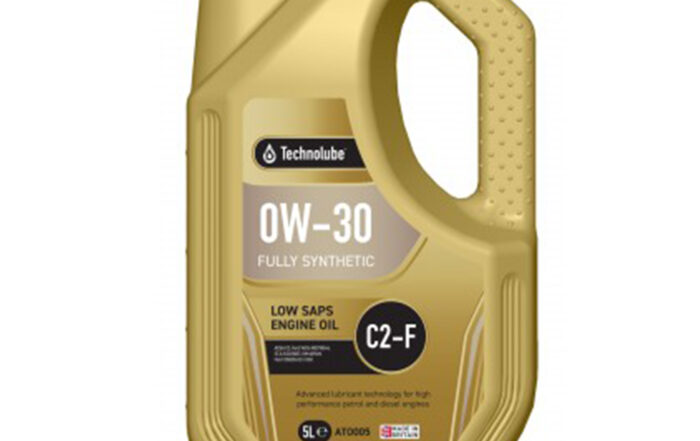 Technolube
0W-30
FULLY SYNTHETIC
LOW SAPS
ENGINE OIL
C2-F
Advanced lubricant technology for high
performance petrol and diesel engines
5L℮ AT0005 MADE IN
BRITAIN